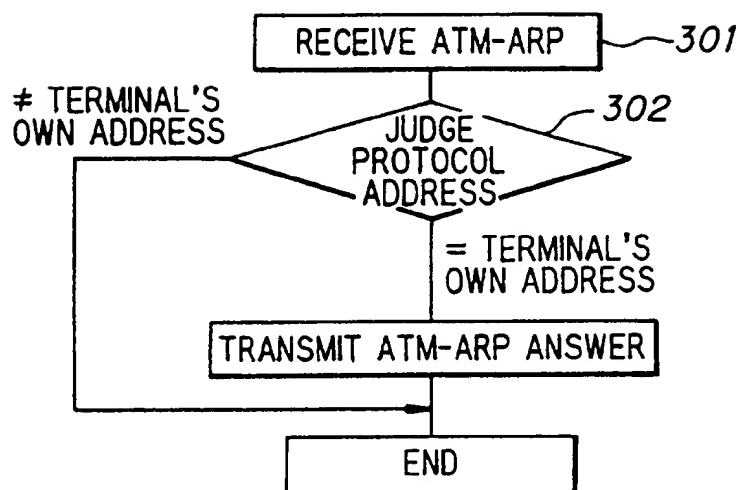 RECEIVE ATM-ARP
301
≠ TERMINAL'S
OWN ADDRESS
302
JUDGE
PROTOCOL
ADDRESS
= TERMINAL'S
OWN ADDRESS
TRANSMIT ATM-ARP ANSWER
END